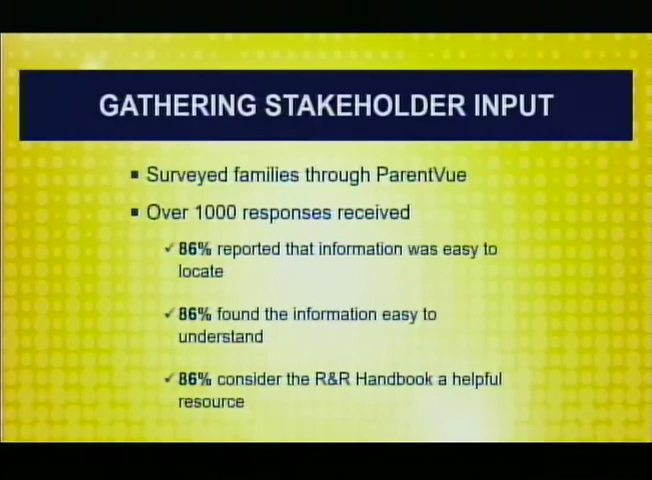 GATHERING STAKEHOLDER INPUT
▪ Surveyed families through ParentVue
▪ Over 1000 responses received
✓ 86% reported that information was easy to
locate
✓ 86% found the information easy to
understand
✓ 86% consider the R&R Handbook a helpful
resource